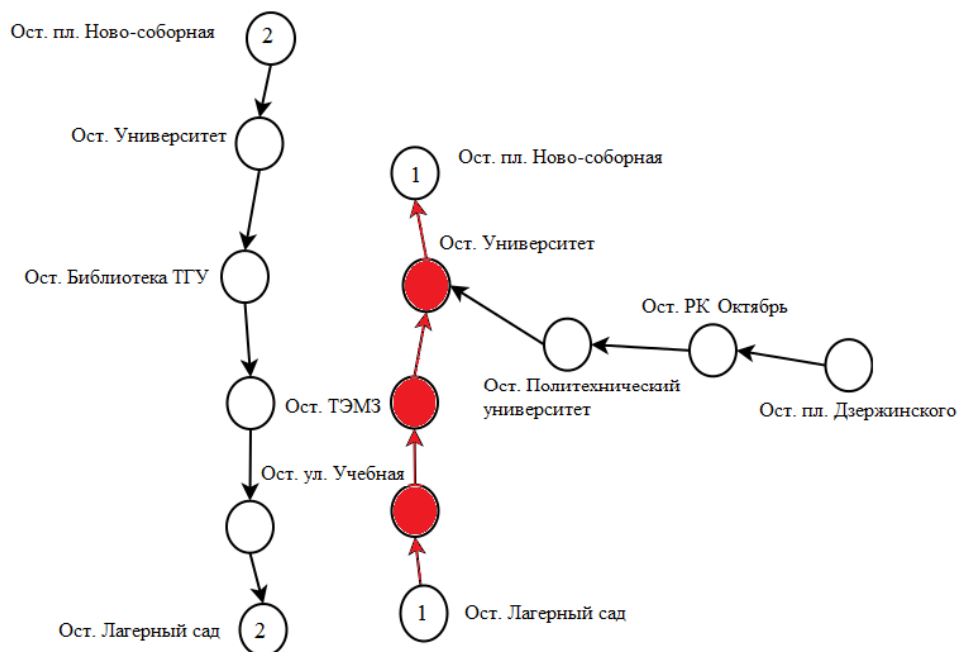 Ост. пл. Ново-соборная
2
Ост. Университет
Ост. пл. Ново-соборная
1
Ост. Университет
Ост. Библиотека ТГУ
Ост. РК Октябрь
Ост. Политехнический
университет
Ост. ТЭМЗ
Ост. пл. Дзержинского
Ост. ул. Учебная
1
Ост. Лагерный сад
Ост. Лагерный сад
2